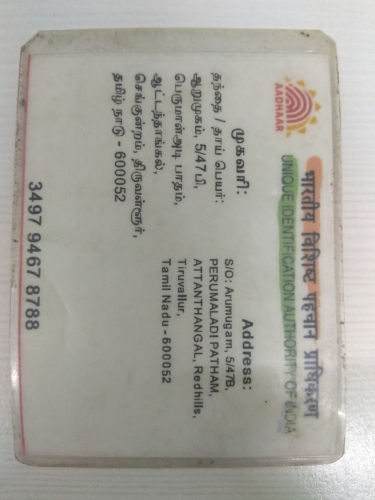 भारतीय विशिष्ट पहचान प्राधिकरण
UNIQUE IDENTIFICATION AUTHORITY OF INDIA
AADHAAR
முகவரி:
தந்தை / தாய் பெயர்:
ஆறுமுகம், 5/47பி,
பெருமாள்அடி பாதம்,
ஆட்டந்தாங்கல்,
செங்குன்றம், திருவள்ளூர்,
தமிழ் நாடு - 600052
Address:
S/O: Arumugam, 5/47B,
PERUMALADI PATHAM,
ATTANTHANGAL, Redhills,
Tiruvallur,
Tamil Nadu - 600052
3497 9467 8788